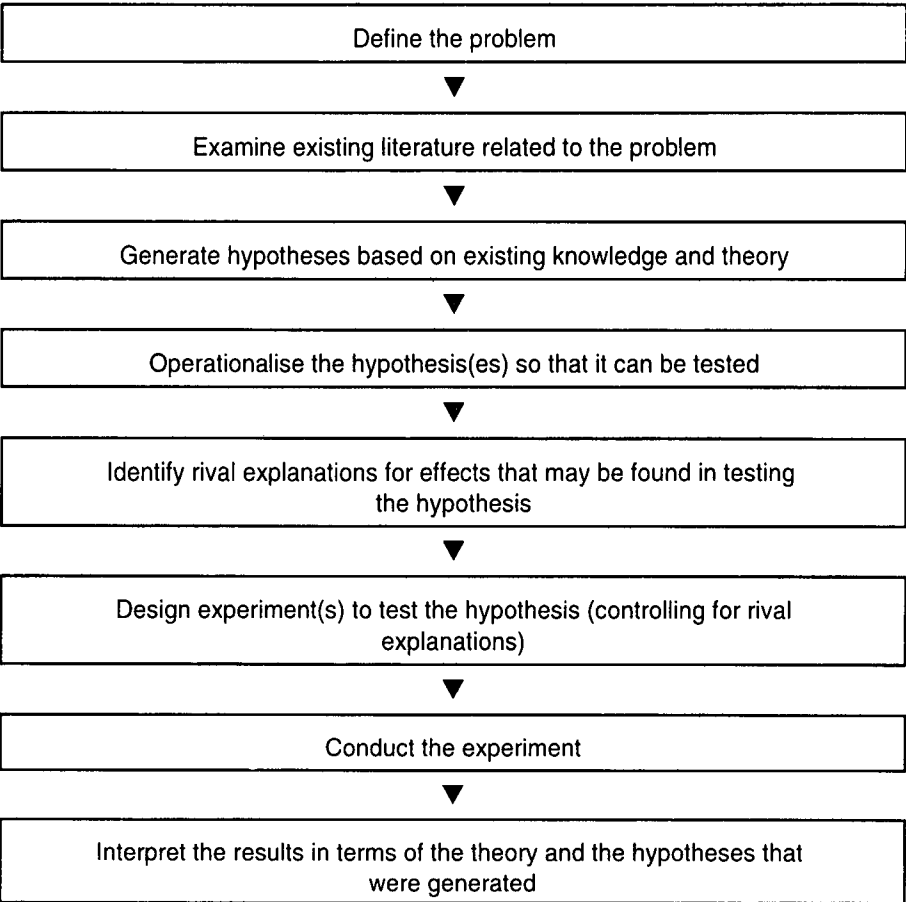 Define the problem
Examine existing literature related to the problem
Generate hypotheses based on existing knowledge and theory
Operationalise the hypothesis(es) so that it can be tested
Identify rival explanations for effects that may be found in testing
the hypothesis
Design experiment(s) to test the hypothesis (controlling for rival
explanations)
Conduct the experiment
Interpret the results in terms of the theory and the hypotheses that
were generated